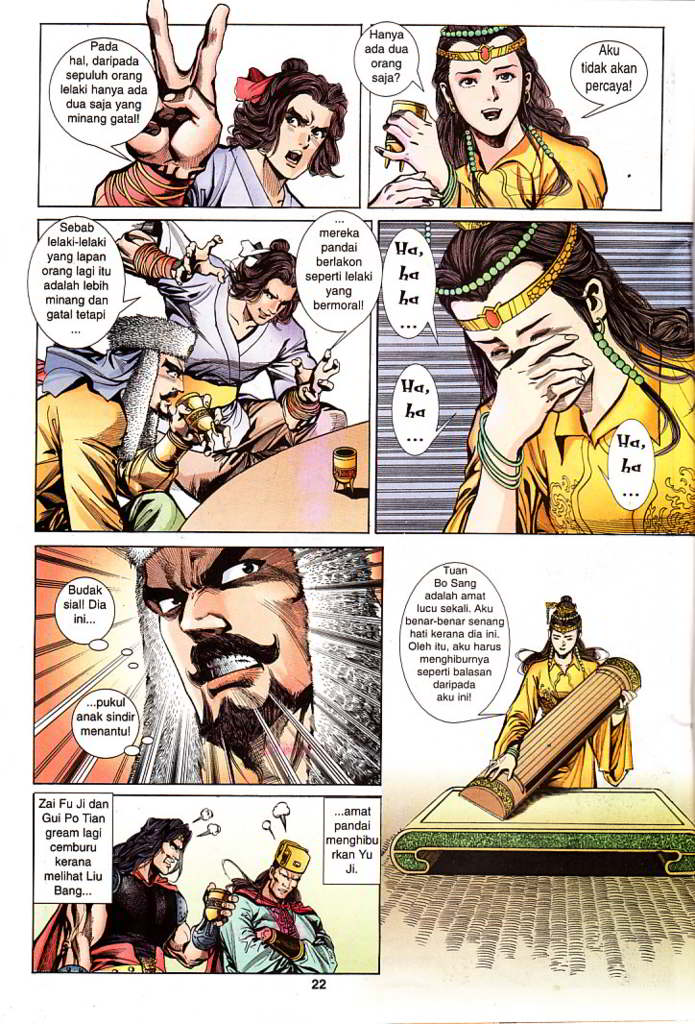 Pada
hal, daripada
sepuluh orang
lelaki hanya ada
dua saja yang
minang gatal!
Hanya
ada dua
orang
saja?
Aku
tidak akan
percaya!
Sebab
lelaki-lelaki
yang lapan
orang lagi itu
adalah lebih
minang dan
gatal tetapi
...
...
mereka
pandai
berlakon
seperti lelaki
yang
bermoral!
Ha,
ha
ha
...
Ha,
ha
...
Ha,
ha
...
Budak
sial! Dia
ini...
...pukul
anak sindir
menantu!
Tuan
Bo Sang
adalah amat
lucu sekali. Aku
benar-benar senang
hati kerana dia ini.
Oleh itu, aku harus
menghiburnya
seperti balasan
daripada
aku ini!
Zai Fu Ji dan
Gui Po Tian
gream lagi
cemburu
kerana
melihat Liu
Bang...
...amat
pandai
menghibu
rkan Yu
Ji.
22